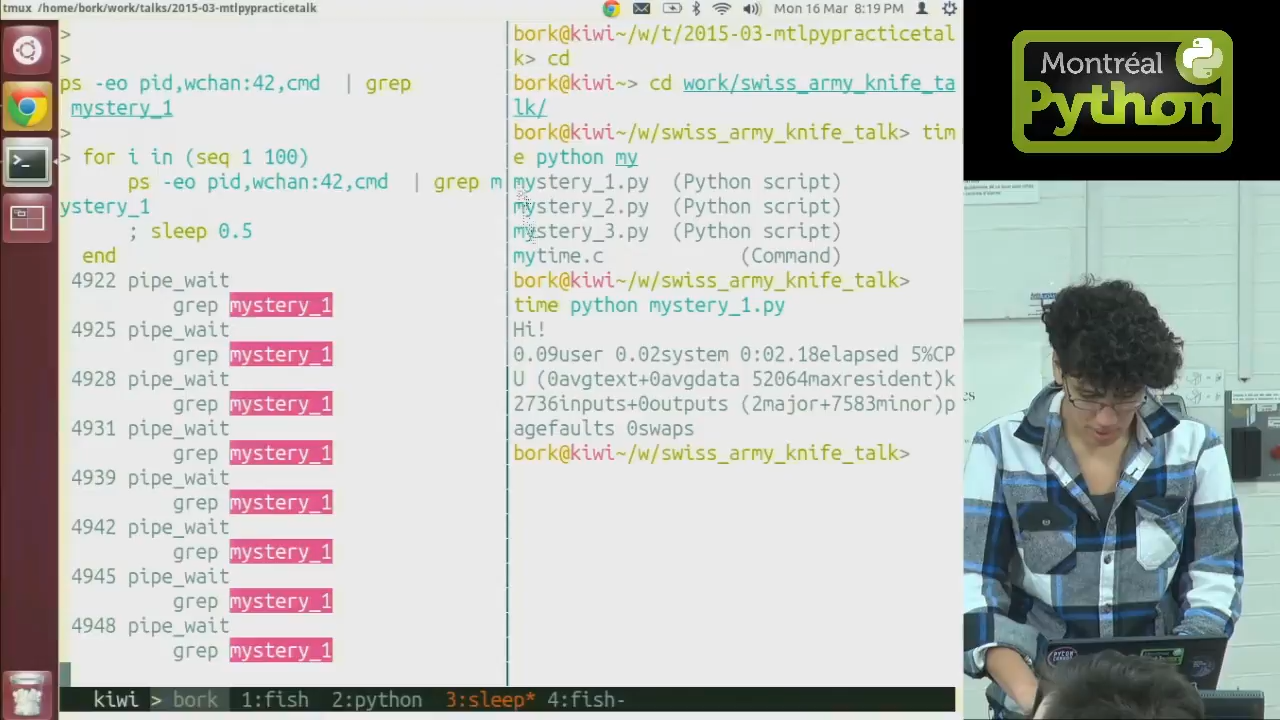 tmux /home/bork/work/talks/2015-03-mtlpypracticetalk
Mon 16 Mar 8:19 PM
>
>
ps -eo pid,wchan:42,cmd | grep
mystery_1
>
> for i in (seq 1 100)
ps -eo pid,wchan:42,cmd | grep m
ystery_1
; sleep 0.5
end
4922 pipe_wait
grep mystery_1
4925 pipe_wait
grep mystery_1
4928 pipe_wait
grep mystery_1
4931 pipe_wait
grep mystery_1
4939 pipe_wait
grep mystery_1
4942 pipe_wait
grep mystery_1
4945 pipe_wait
grep mystery_1
4948 pipe_wait
grep mystery_1
bork@kiwi~/w/t/2015-03-mtlpypracticetal
k> cd
bork@kiwi~> cd work/swiss_army_knife_ta
lk/
bork@kiwi~/w/swiss_army_knife_talk> tim
e python my
mystery_1.py (Python script)
mystery_2.py (Python script)
mystery_3.py (Python script)
mytime.c (Command)
bork@kiwi~/w/swiss_army_knife_talk>
time python mystery_1.py
Hi!
0.09user 0.02system 0:02.18elapsed 5%CP
U (0avgtext+0avgdata 52064maxresident)k
2736inputs+0outputs (2major+7583minor)p
agefaults 0swaps
bork@kiwi~/w/swiss_army_knife_talk>
kiwi > bork 1:fish 2:python 3:sleep* 4:fish-
Montréal
Python